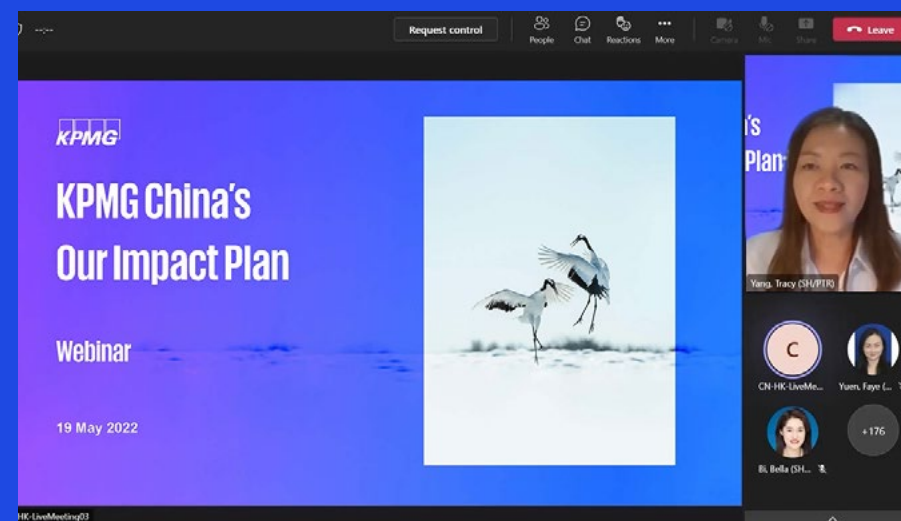 --:--
Request control
People
Chat
Reactions
More
Camera
Mic
Share
Leave
KPMG
KPMG China's
Our Impact Plan
Webinar
19 May 2022
's
Plan
Yang, Tracy (SH/PTR)
C
CN-HK-LiveMe...
Yuen, Faye (...
Bi, Bella (SH...
+176
HK-LiveMeeting03